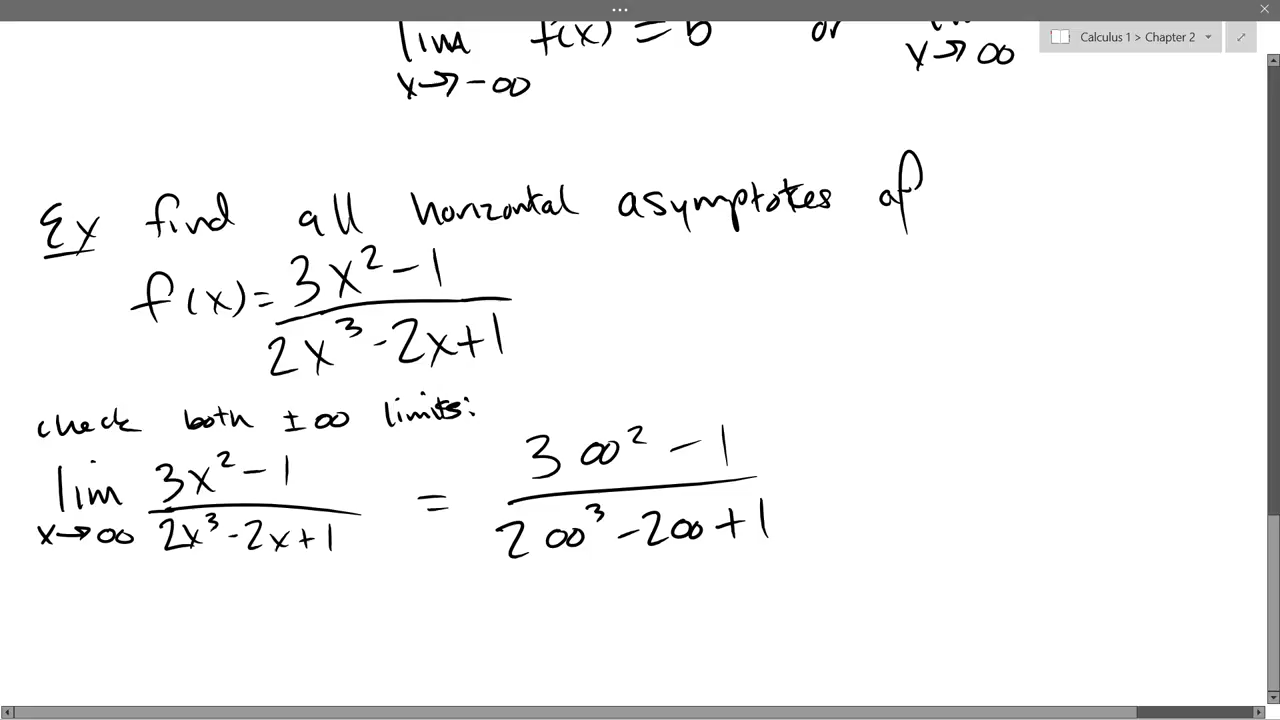 ...
Calculus 1 > Chapter 2
lim f(x) = b or lim
x→-∞ x→∞
Ex find all horizontal asymptotes of
f(x) = (3x² - 1)/(2x³ - 2x + 1)
check both ±∞ limits:
lim x→∞ (3x² - 1)/(2x³ - 2x + 1) = (3∞² - 1)/(2∞³ - 2∞ + 1)